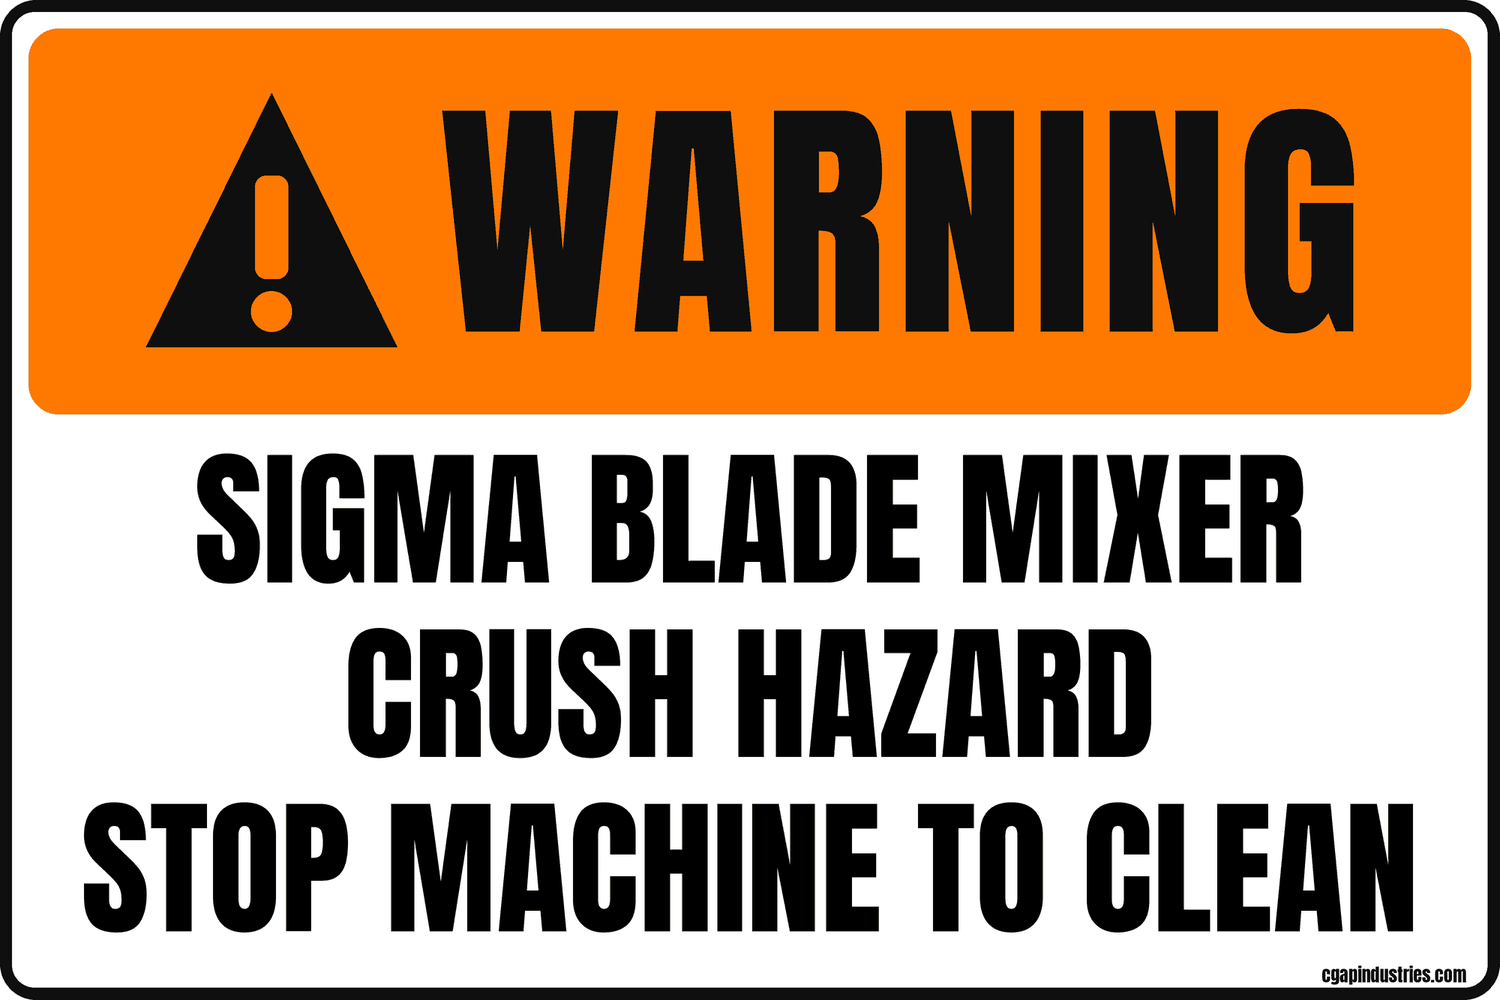 WARNING
SIGMA BLADE MIXER
CRUSH HAZARD
STOP MACHINE TO CLEAN
cgapindustries.com